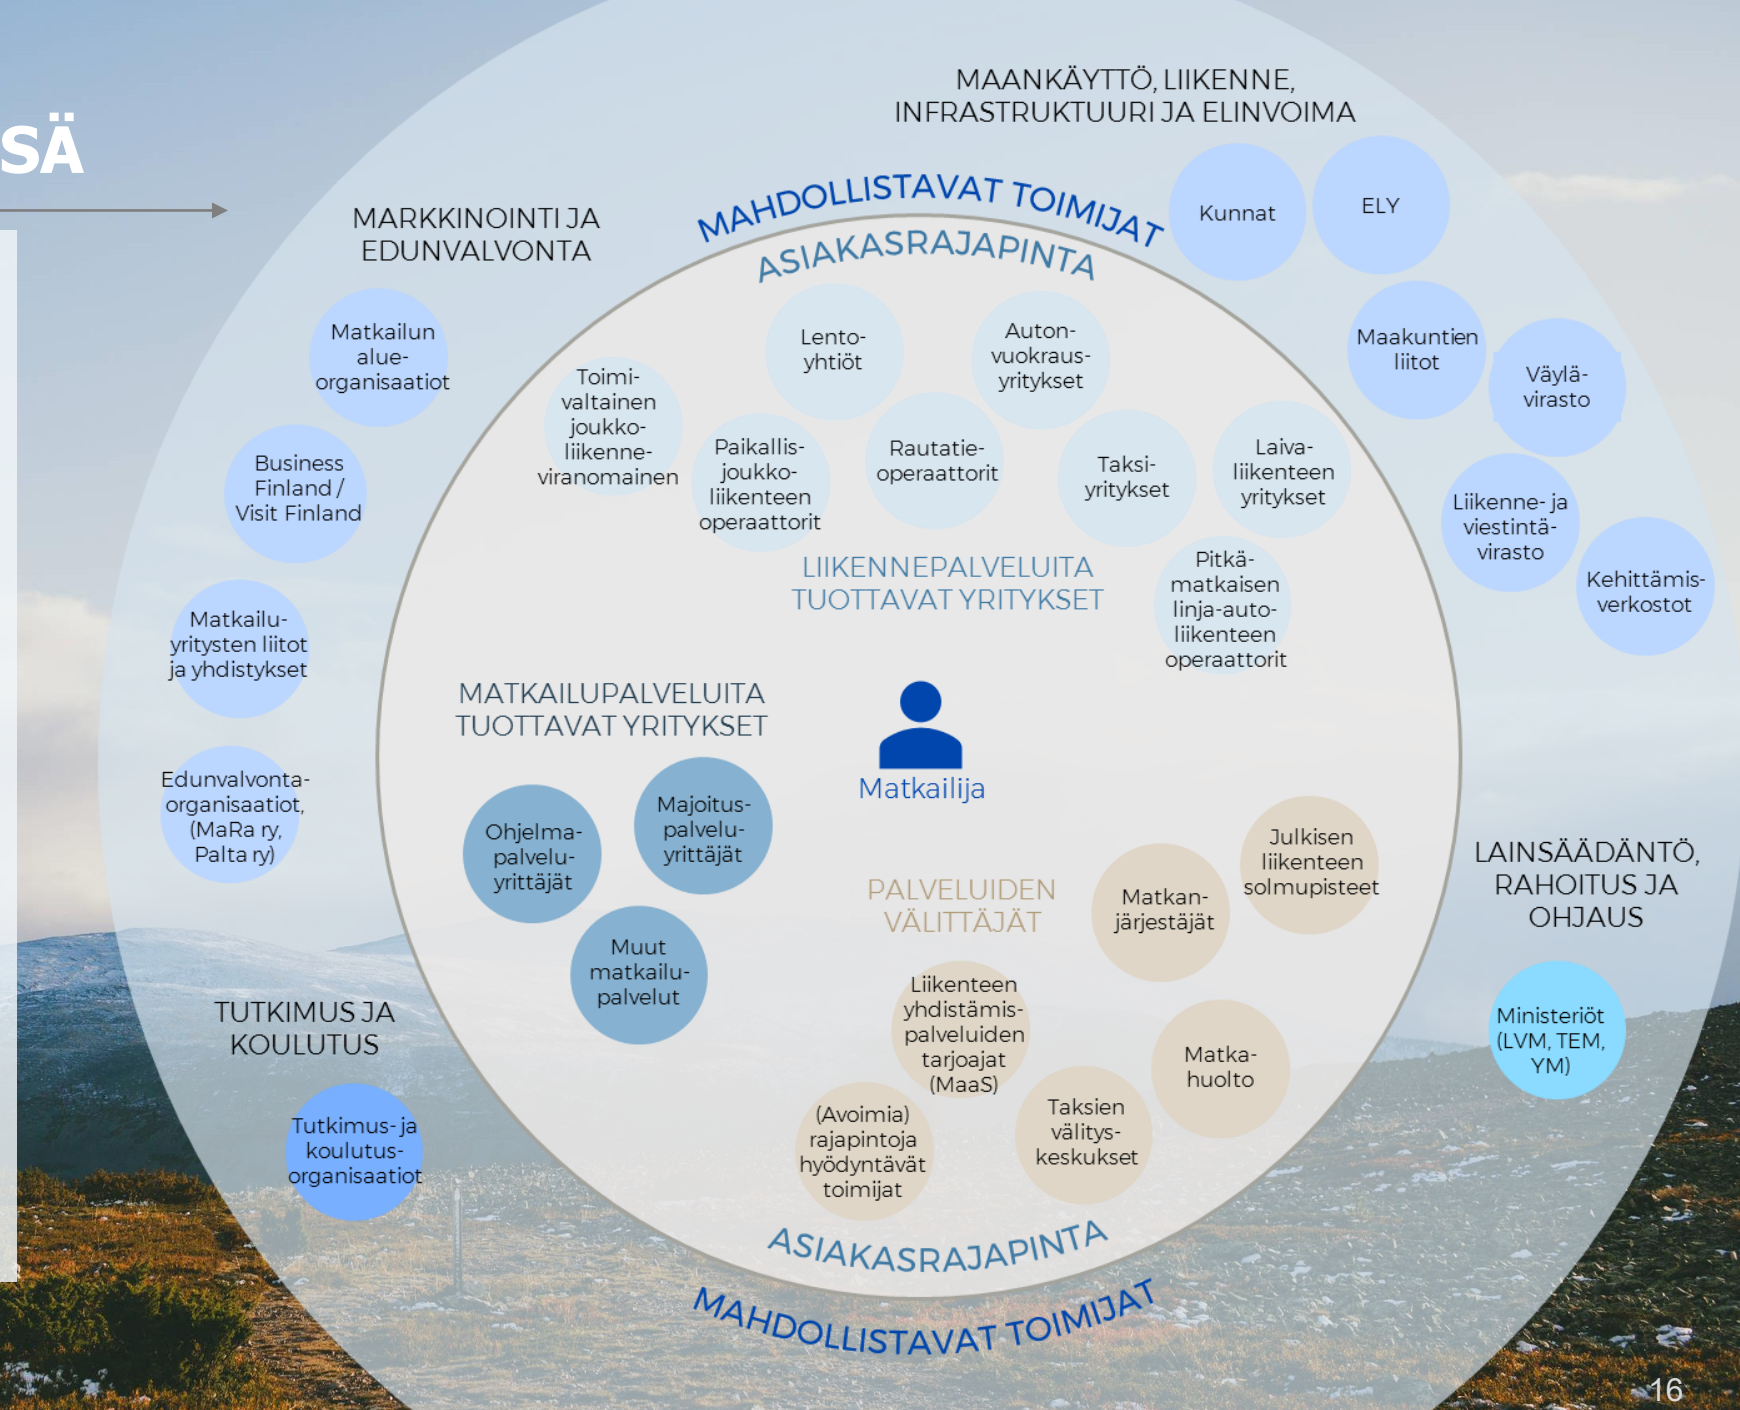 SÄ
MAANKÄYTTÖ, LIIKENNE,
INFRASTRUKTUURI JA ELINVOIMA
MARKKINOINTI JA
EDUNVALVONTA
MAHDOLLISTAVAT TOIMIJAT
ASIAKASRAJAPINTA
Kunnat
ELY
Maakuntien
liitot
Väylä-
virasto
Liikenne- ja
viestintä-
virasto
Kehittämis-
verkostot
Matkailun
alue-
organisaatiot
Business
Finland /
Visit Finland
Matkailu-
yritysten liitot
ja yhdistykset
Edunvalvonta-
organisaatiot,
(MaRa ry,
Palta ry)
Toimi-
valtainen
joukko-
liikenne-
viranomainen
Paikallis-
joukko-
liikenteen
operaattorit
Lento-
yhtiöt
Rautatie-
operaattorit
Auton-
vuokraus-
yritykset
Taksi-
yritykset
Laiva-
liikenteen
yritykset
Pitkä-
matkaisen
linja-auto-
liikenteen
operaattorit
LIIKENNEPALVELUITA
TUOTTAVAT YRITYKSET
MATKAILUPALVELUITA
TUOTTAVAT YRITYKSET
Matkailija
Ohjelma-
palvelu-
yrittäjät
Majoitus-
palvelu-
yrittäjät
Muut
matkailu-
palvelut
PALVELUIDEN
VÄLITTÄJÄT
Matkan-
järjestäjät
Julkisen
liikenteen
solmupisteet
Liikenteen
yhdistämis-
palveluiden
tarjoajat
(MaaS)
Matka-
huolto
(Avoimia)
rajapintoja
hyödyntävät
toimijat
Taksien
välitys-
keskukset
LAINSÄÄDÄNTÖ,
RAHOITUS JA
OHJAUS
Ministeriöt
(LVM, TEM,
YM)
TUTKIMUS JA
KOULUTUS
Tutkimus- ja
koulutus-
organisaatiot
ASIAKASRAJAPINTA
MAHDOLLISTAVAT TOIMIJAT
16